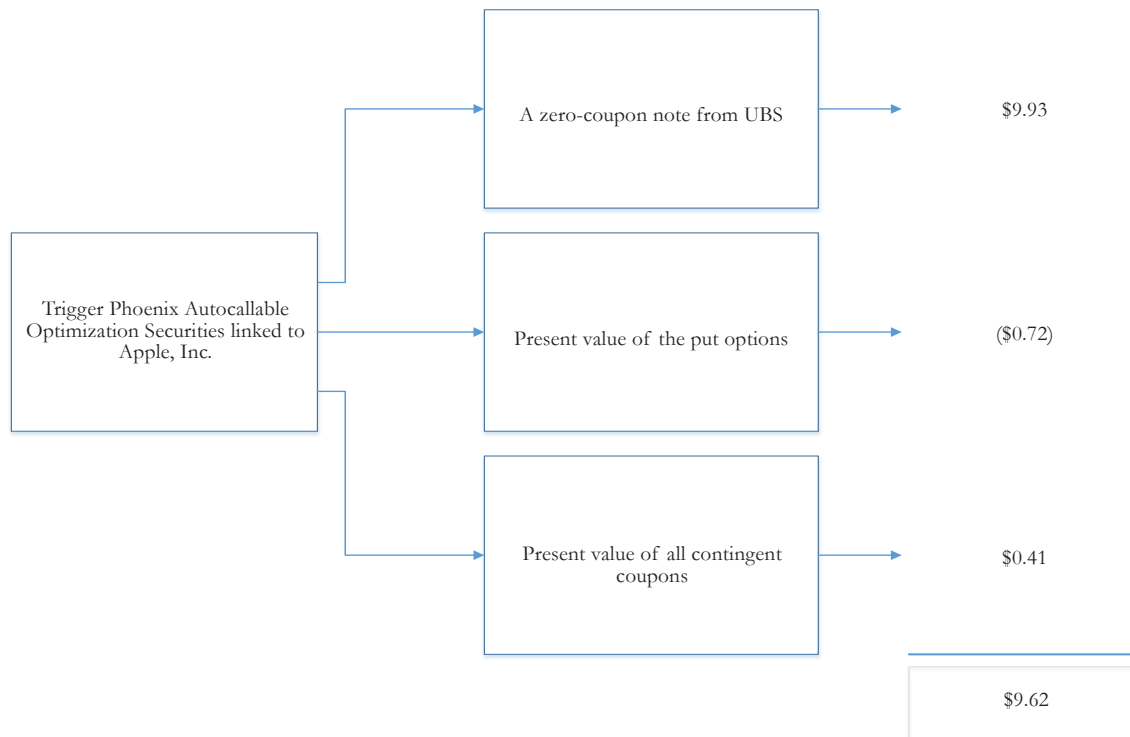 A zero-coupon note from UBS
$9.93
Trigger Phoenix Autocallable
Optimization Securities linked to
Apple, Inc.
Present value of the put options
($0.72)
Present value of all contingent
coupons
$0.41
$9.62